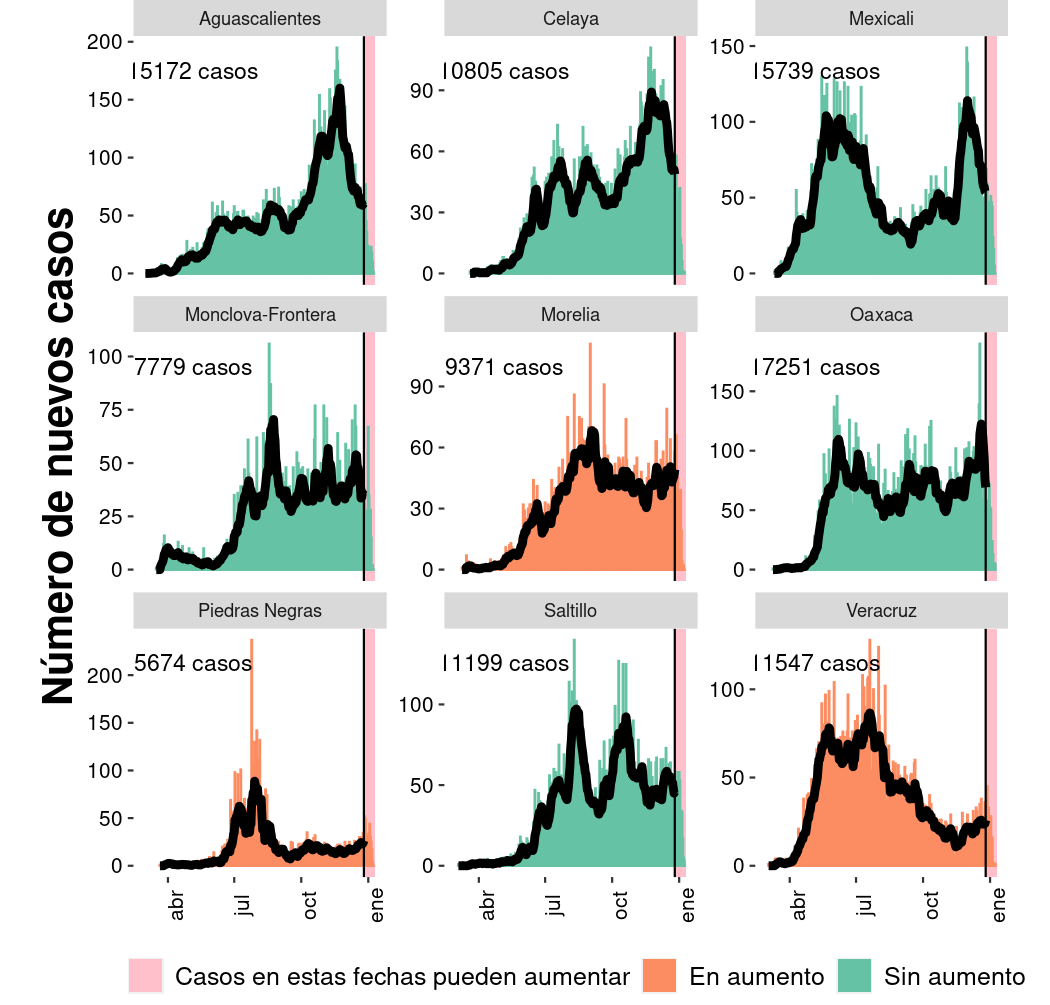 Aguascalientes Celaya Mexicali
Número de nuevos casos
200
150
100
50
0
15172 casos
90
60
30
0
10805 casos
150
100
50
0
15739 casos
Monclova-Frontera Morelia Oaxaca
100
75
50
25
0
7779 casos
90
60
30
0
9371 casos
150
100
50
0
17251 casos
Piedras Negras Saltillo Veracruz
200
150
100
50
0
5674 casos
100
50
0
11199 casos
100
50
0
11547 casos
abr jul oct ene abr jul oct ene abr jul oct ene
Casos en estas fechas pueden aumentar En aumento Sin aumento